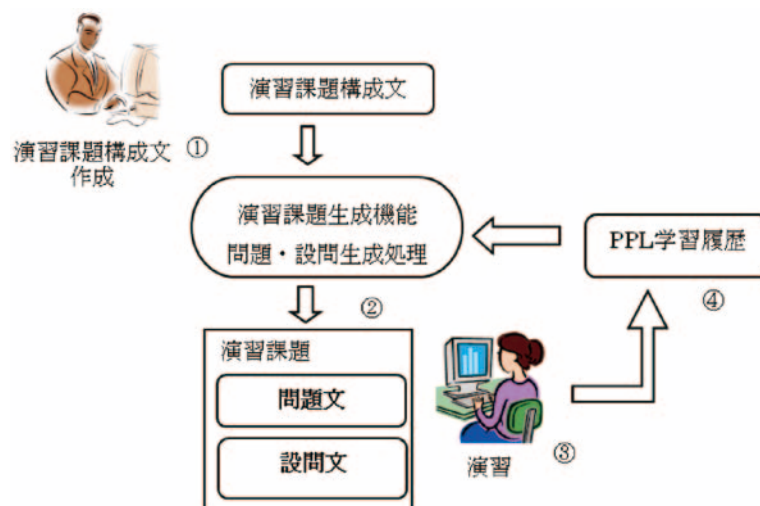 演習課題構成文
演習課題構成文
作成
①
演習課題生成機能
問題・設問生成処理
PPL学習履歴
④
②
演習課題
問題文
設問文
演習
③